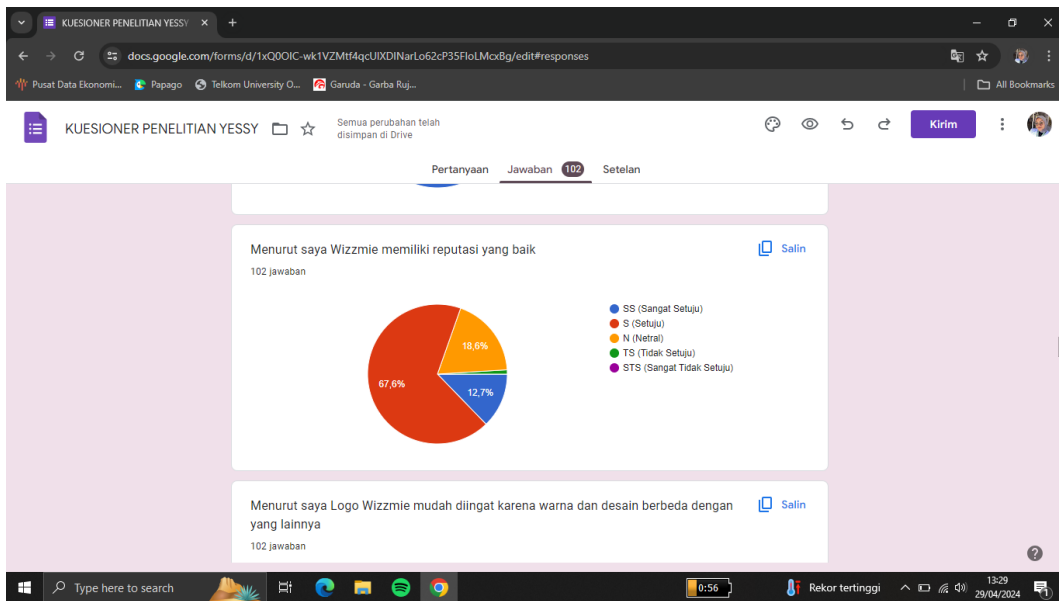 KUESIONER PENELITIAN YESSY
docs.google.com/forms/d/1xQ0OIC-wk1VZMtf4qcUIXDINarLo62cP35FIoLMcxBg/edit#responses
Pusat Data Ekonomi... Papago Telkom University O... Garuda - Garba Ruj... All Bookmarks
KUESIONER PENELITIAN YESSY
Semua perubahan telah
disimpan di Drive
Kirim
Pertanyaan Jawaban 102 Setelan
Menurut saya Wizzmie memiliki reputasi yang baik
Salin
102 jawaban
SS (Sangat Setuju)
S (Setuju)
N (Netral)
TS (Tidak Setuju)
STS (Sangat Tidak Setuju)
18,6%
67,6%
12,7%
Menurut saya Logo Wizzmie mudah diingat karena warna dan desain berbeda dengan
yang lainnya
Salin
102 jawaban
Type here to search
0:56
Rekor tertinggi
13:29
29/04/2024
1